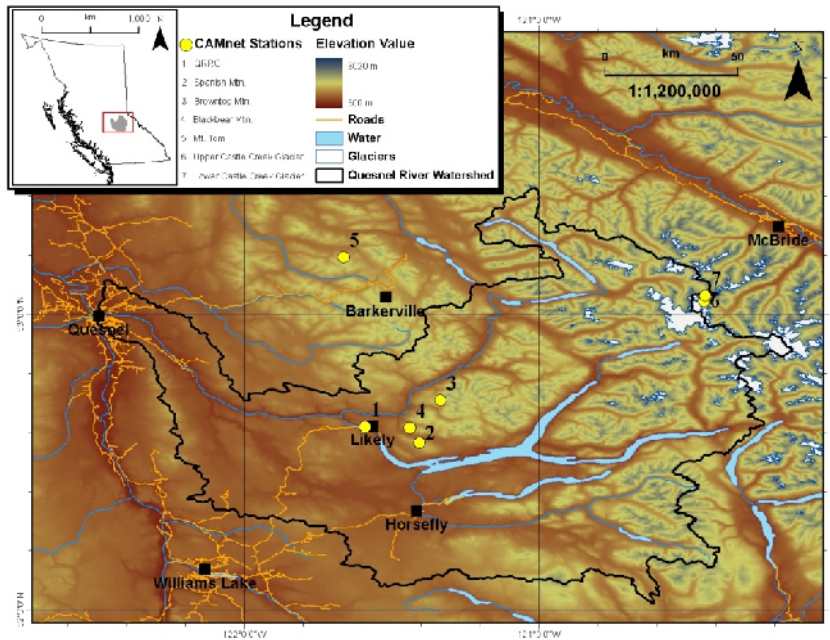 km
0 1,000 N
Legend
CAMnet Stations
1 QRRC
2 Spanish Mtn.
3 Browntop Mtn.
4 Blackbear Mtn.
5 Mt. Tom
6 Upper Castle Creek Glacier
7 Lower Castle Creek Glacier
Elevation Value
Roads
Water
Glaciers
Quesnel River Watershed
km
0 50
1:1,200,000
5
7
6
McBride
Barkerville
Quesnel
3
1 4
2
Likely
Horsefly
Williams Lake